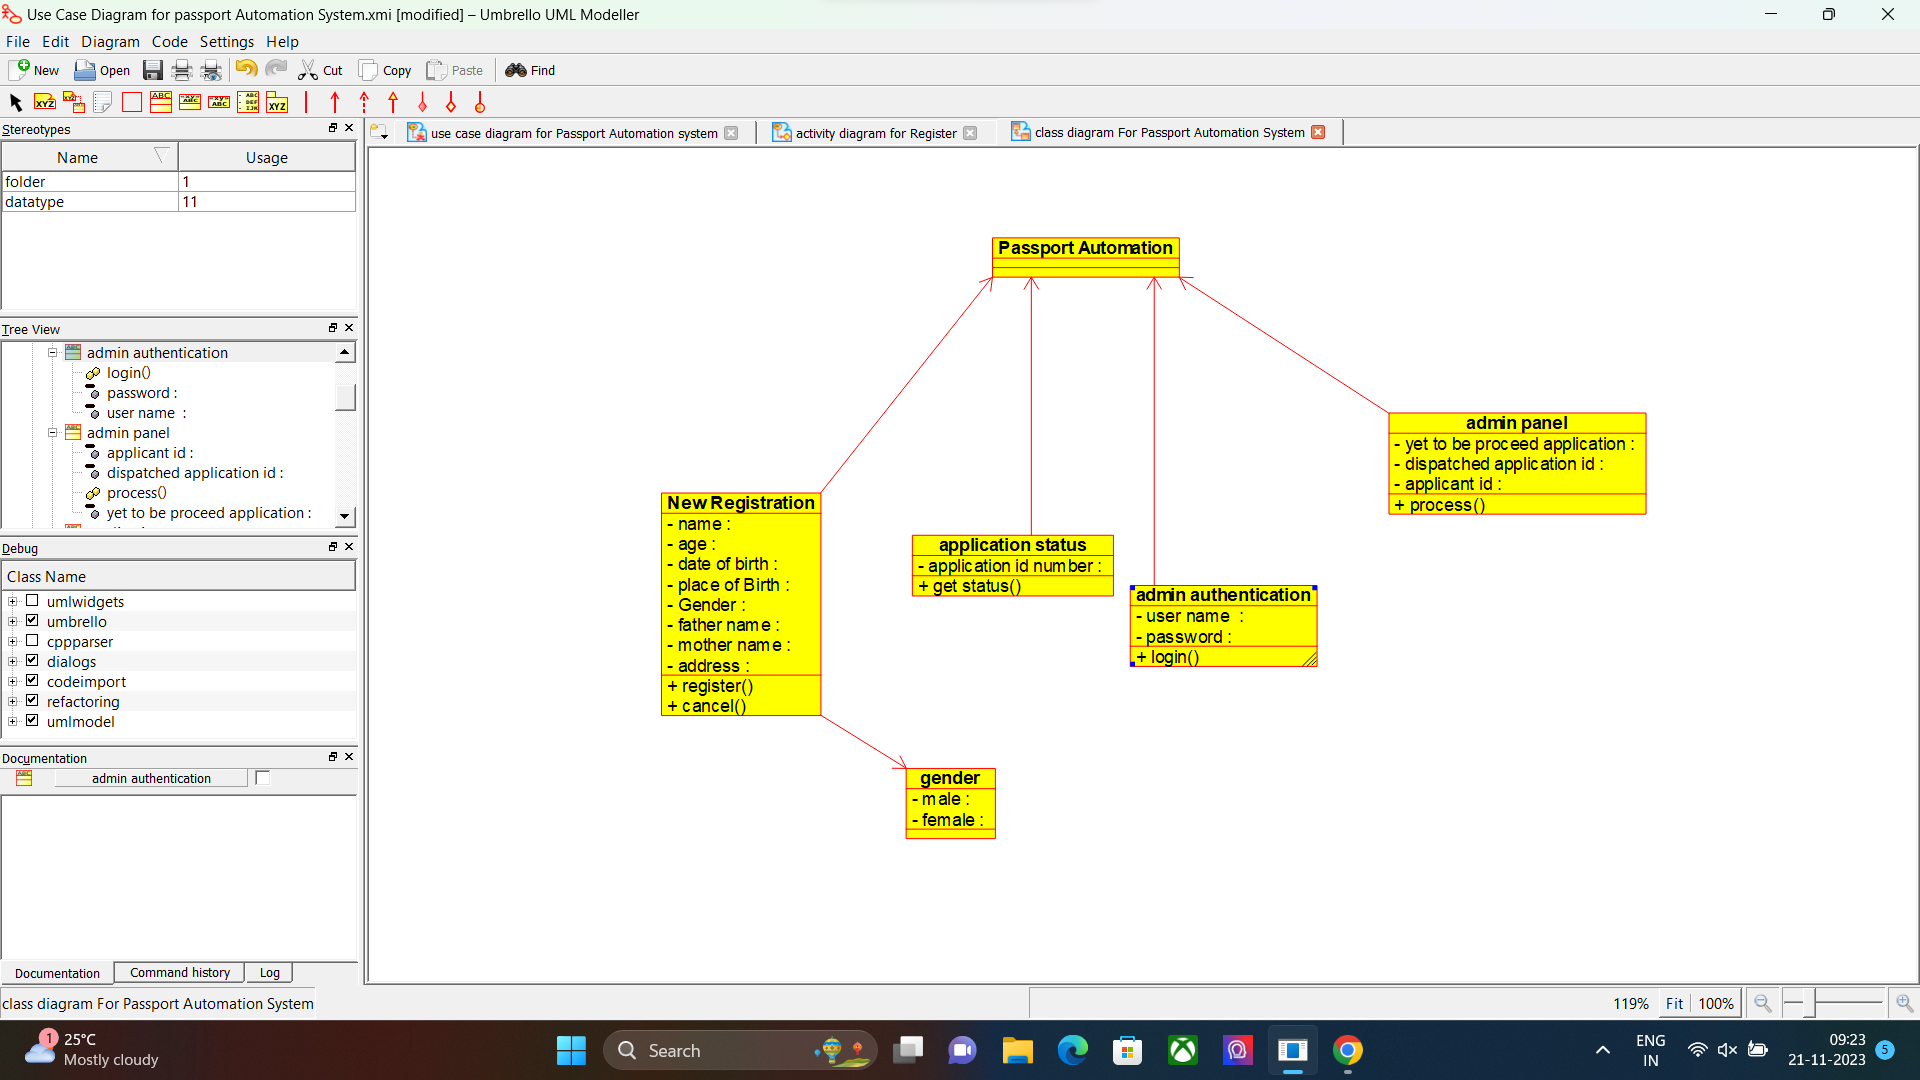 Use Case Diagram for passport Automation System.xmi [modified] – Umbrello UML Modeller
File Edit Diagram Code Settings Help
New Open Cut Copy Paste Find
Stereotypes
Name Usage
folder 1
datatype 11
Tree View
admin authentication
login()
password :
user name :
admin panel
applicant id :
dispatched application id :
process()
yet to be proceed application :
Debug
Class Name
umlwidgets
umbrello
cppparser
dialogs
codeimport
refactoring
umlmodel
Documentation
admin authentication
Documentation Command history Log
class diagram For Passport Automation System
use case diagram for Passport Automation system
activity diagram for Register
class diagram For Passport Automation System
Passport Automation
New Registration
- name :
- age :
- date of birth :
- place of Birth :
- Gender :
- father name :
- mother name :
- address :
+ register()
+ cancel()
application status
- application id number :
+ get status()
admin authentication
- user name :
- password :
+ login()
admin panel
- yet to be proceed application :
- dispatched application id :
- applicant id :
+ process()
gender
- male :
- female :
119% Fit 100%
1
25°C
Mostly cloudy
Search
ENG
IN
09:23
21-11-2023
5